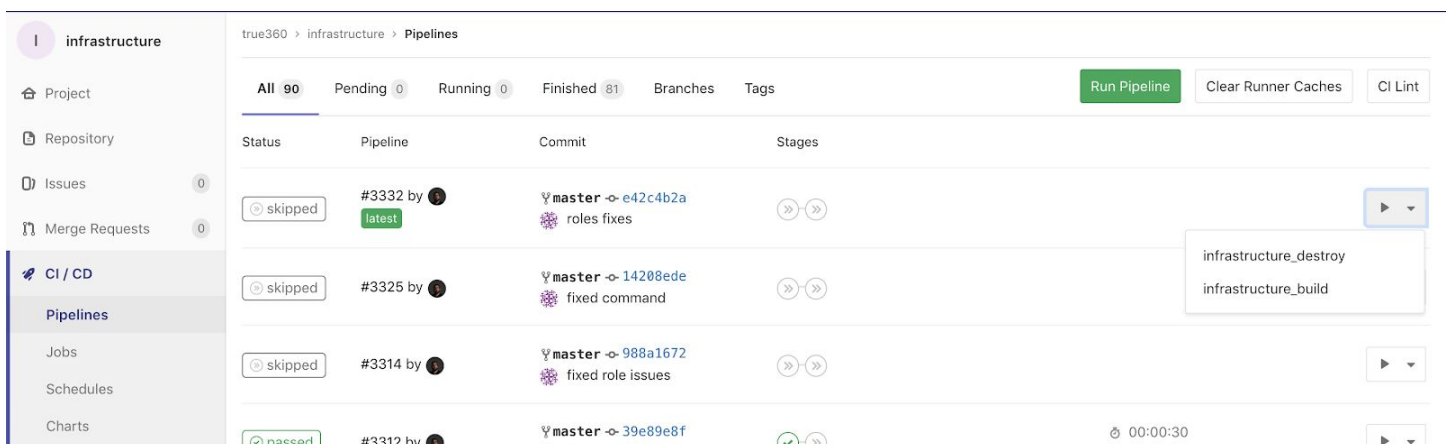 I infrastructure
true360 › infrastructure › Pipelines
Project
Repository
Issues 0
Merge Requests 0
CI / CD
Pipelines
Jobs
Schedules
Charts
All 90 Pending 0 Running 0 Finished 81 Branches Tags Run Pipeline Clear Runner Caches CI Lint
Status Pipeline Commit Stages
skipped #3332 by master e42c4b2a
latest roles fixes
infrastructure_destroy
infrastructure_build
skipped #3325 by master 14208ede
fixed command
skipped #3314 by master 988a1672
fixed role issues
passed #3312 by master 39e89e8f 00:00:30